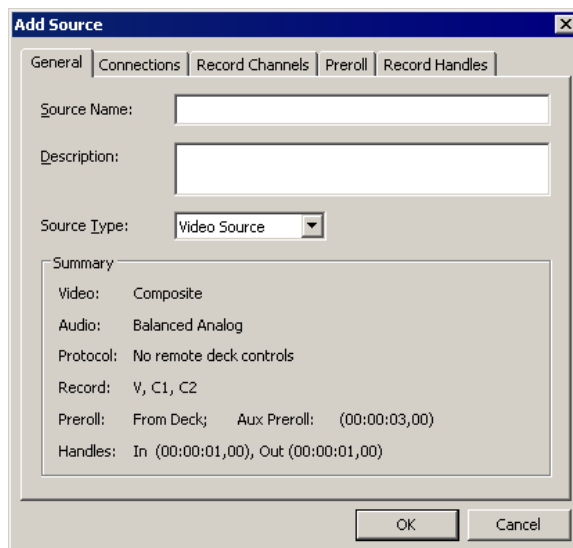 Add Source
General Connections Record Channels Preroll Record Handles
Source Name:
Description:
Source Type: Video Source
Summary
Video: Composite
Audio: Balanced Analog
Protocol: No remote deck controls
Record: V, C1, C2
Preroll: From Deck; Aux Preroll: (00:00:03,00)
Handles: In (00:00:01,00), Out (00:00:01,00)
OK Cancel